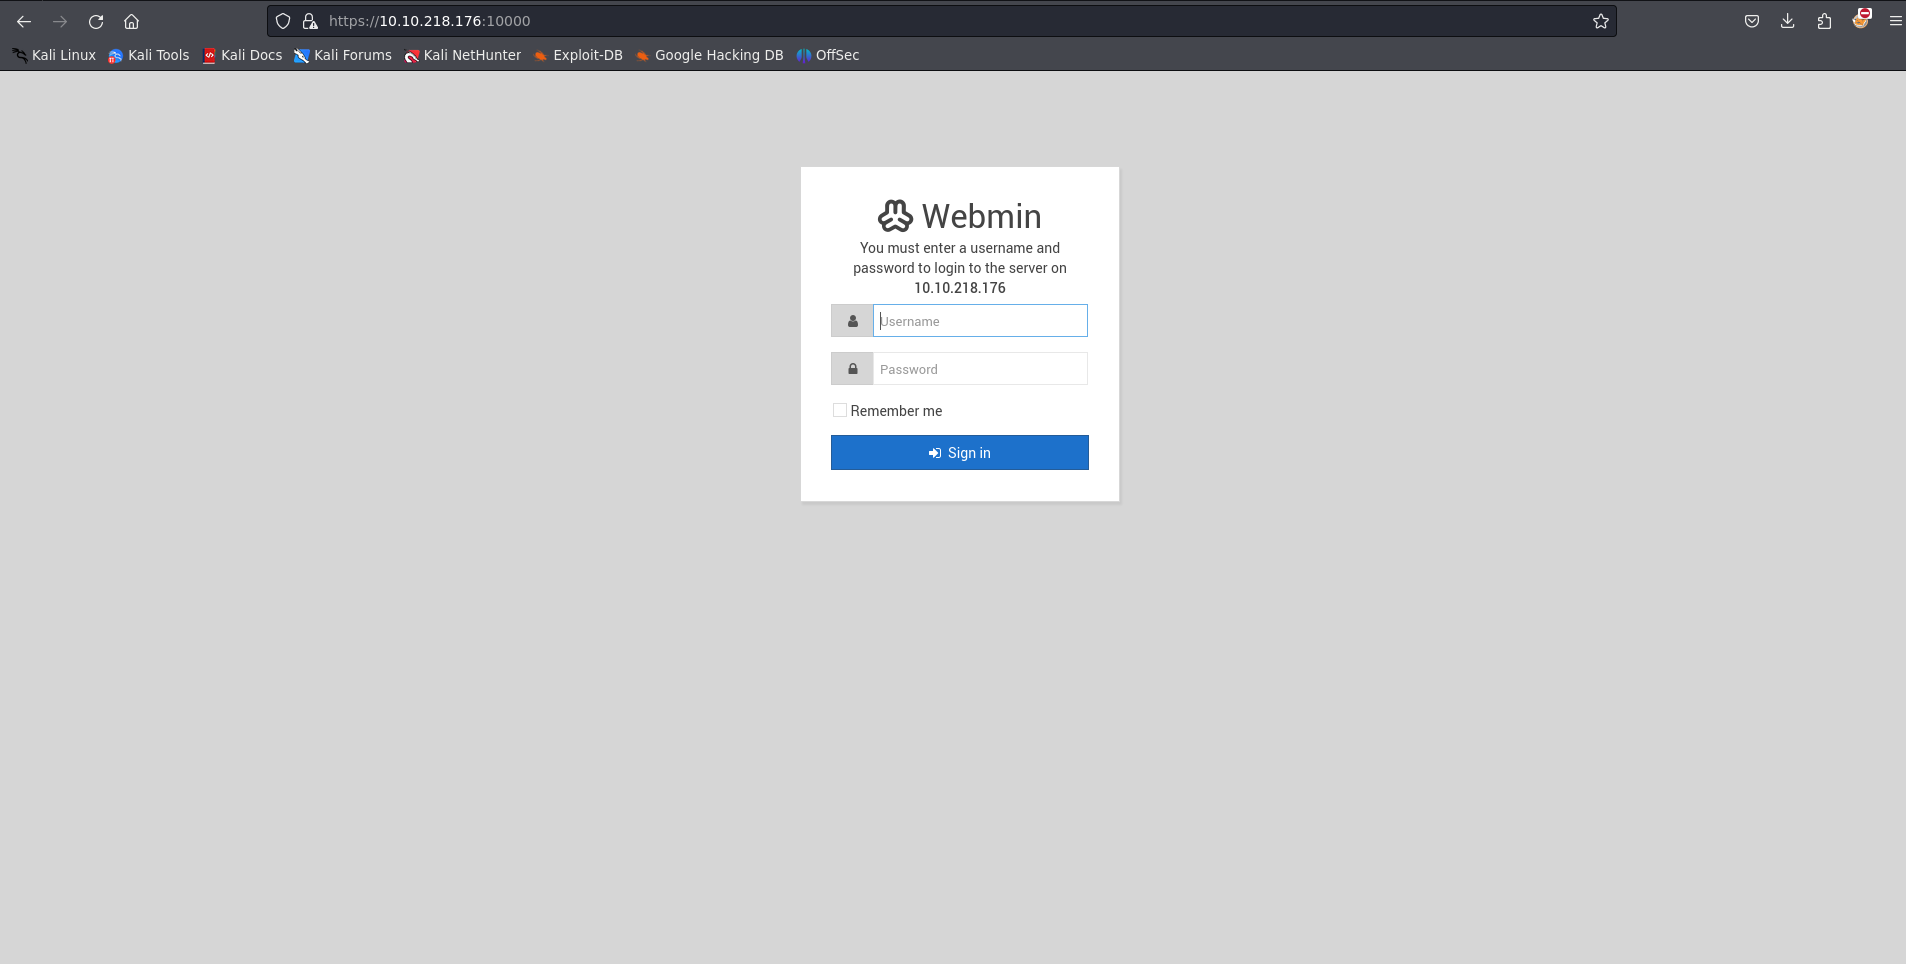 https://10.10.218.176:10000
Kali Linux Kali Tools Kali Docs Kali Forums Kali NetHunter Exploit-DB Google Hacking DB OffSec
Webmin
You must enter a username and
password to login to the server on
10.10.218.176
Username
Password
Remember me
Sign in